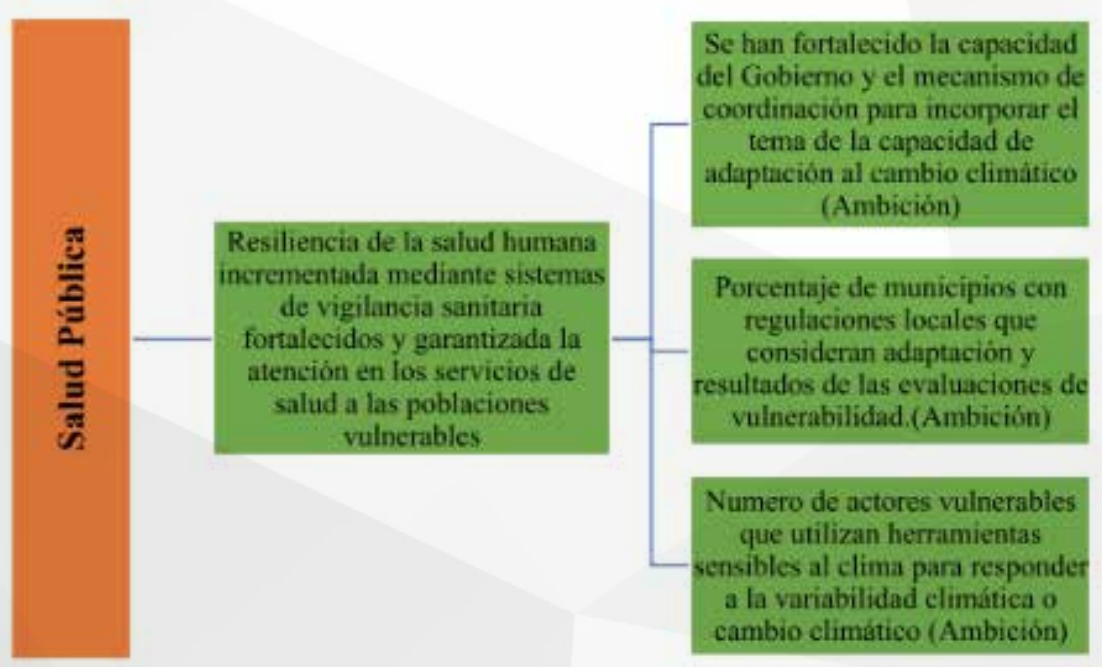 Salud Pública
Resiliencia de la salud humana
incrementada mediante sistemas
de vigilancia sanitaria
fortalecidos y garantizada la
atención en los servicios de
salud a las poblaciones
vulnerables
Se han fortalecido la capacidad
del Gobierno y el mecanismo de
coordinación para incorporar el
tema de la capacidad de
adaptación al cambio climático
(Ambición)
Porcentaje de municipios con
regulaciones locales que
consideran adaptación y
resultados de las evaluaciones de
vulnerabilidad.(Ambición)
Numero de actores vulnerables
que utilizan herramientas
sensibles al clima para responder
a la variabilidad climática o
cambio climático (Ambición)